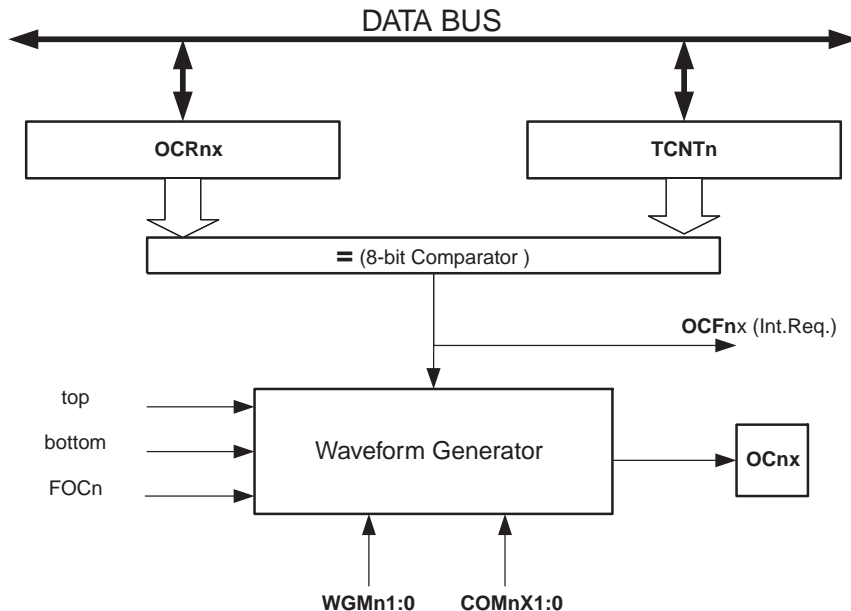 DATA BUS
OCRnx
TCNTn
= (8-bit Comparator )
OCFnx (Int.Req.)
top
bottom
FOCn
Waveform Generator
OCnx
WGMn1:0
COMnX1:0